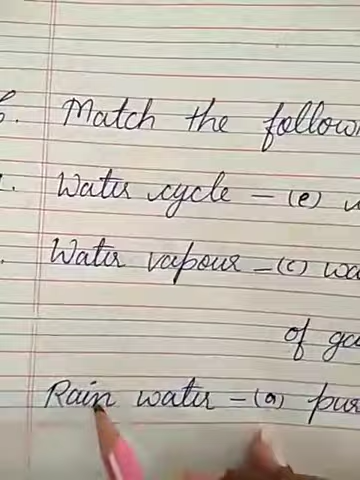 Match the follow
Water cycle - (e)
Water vapour - (c) wa
of ga
Rain water - (a) pur